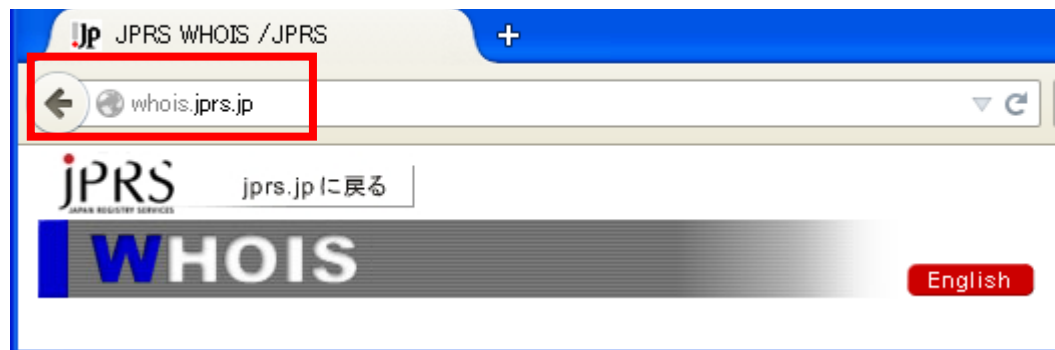 JPRS WHOIS / JPRS
whois.jprs.jp
jPRS
JAPAN REGISTRY SERVICES
jprs.jp に戻る
WHOIS
English